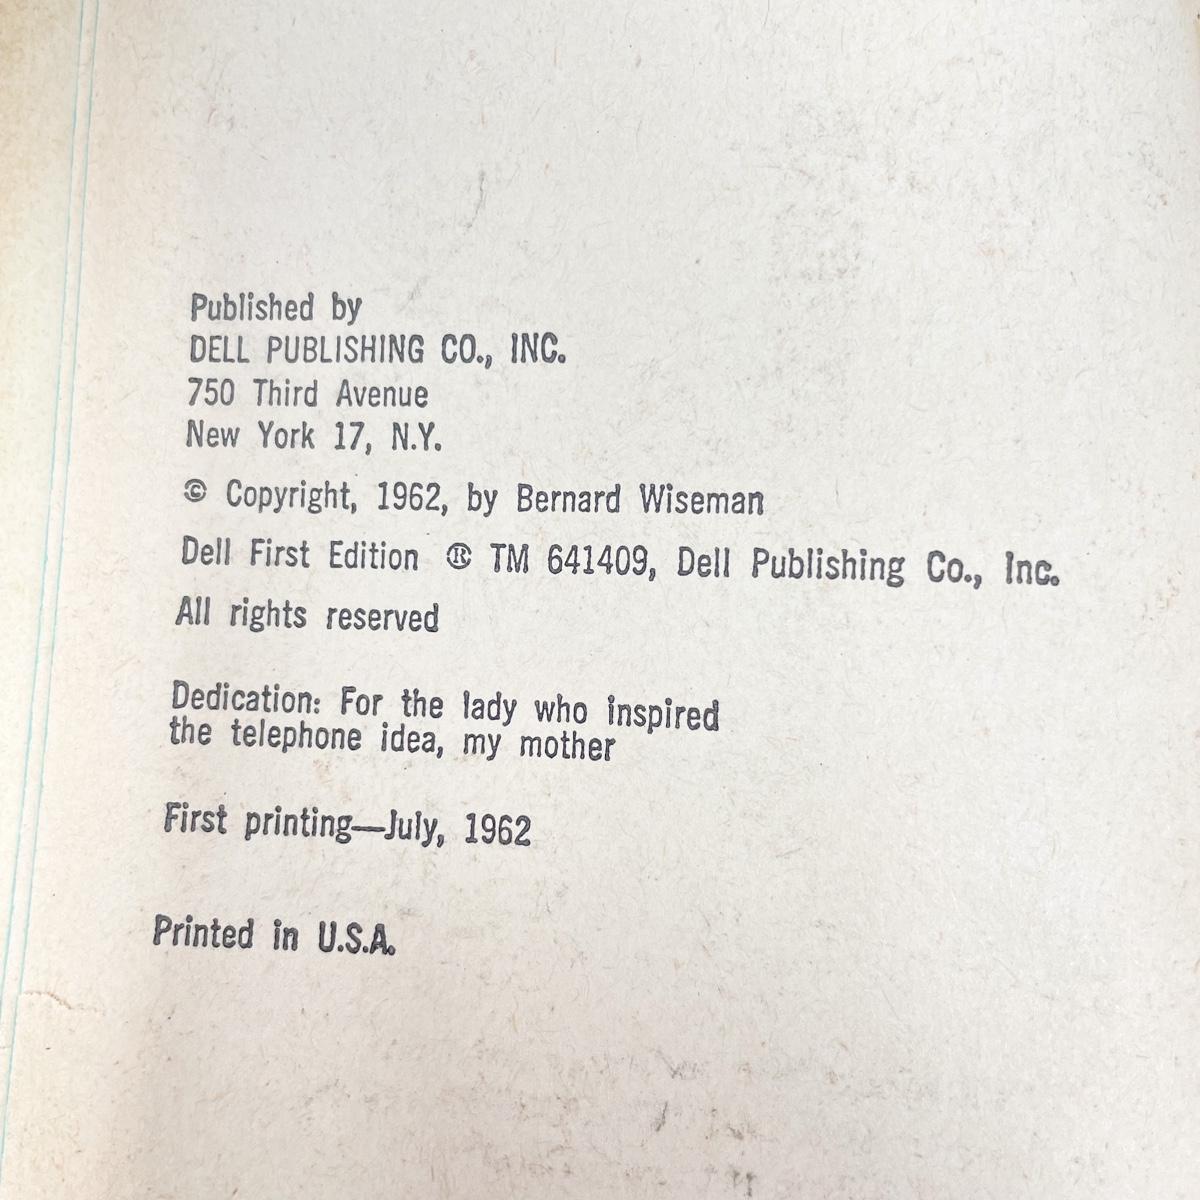 Published by
DELL PUBLISHING CO., INC.
750 Third Avenue
New York 17, N.Y.
© Copyright, 1962, by Bernard Wiseman
Dell First Edition ® TM 641409, Dell Publishing Co., Inc.
All rights reserved
Dedication: For the lady who inspired
the telephone idea, my mother
First printing—July, 1962
Printed in U.S.A.